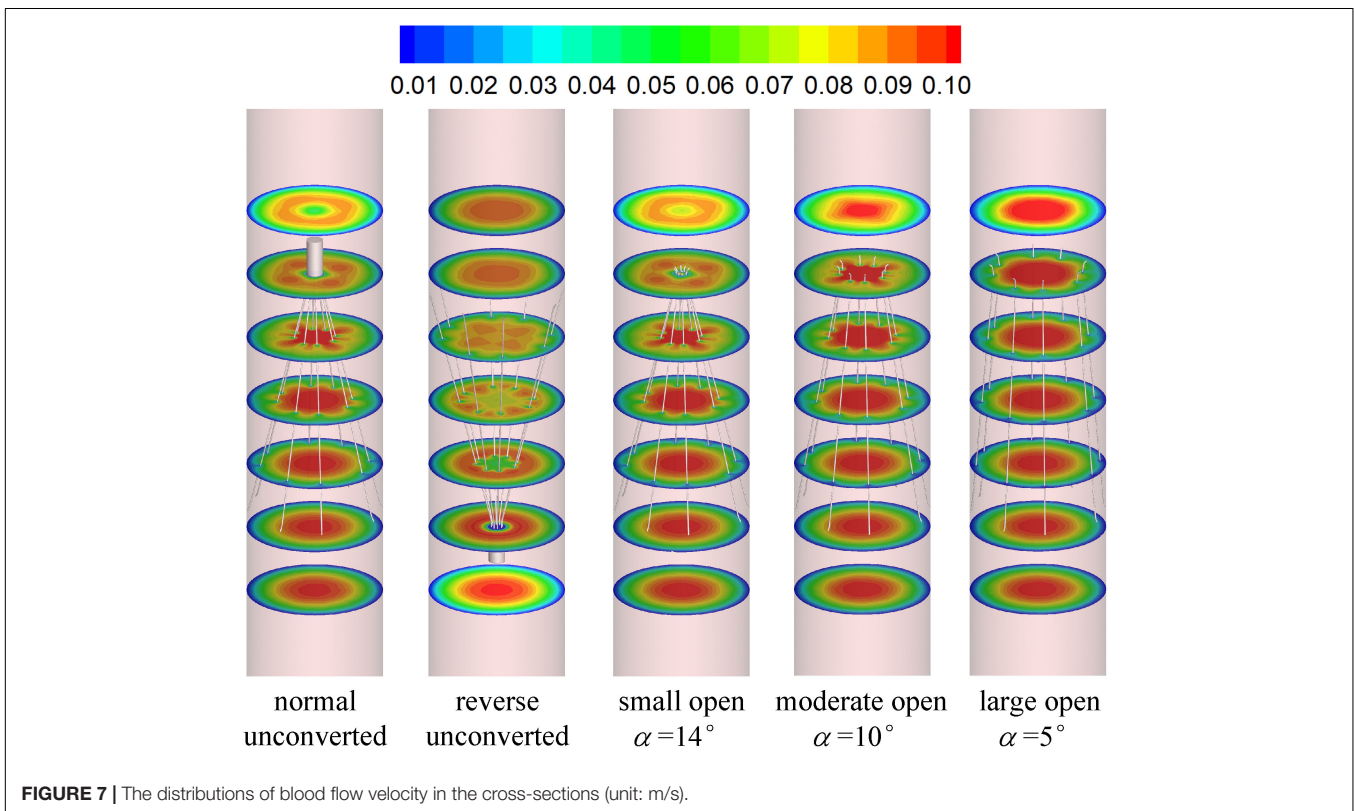 0.01 0.02 0.03 0.04 0.05 0.06 0.07 0.08 0.09 0.10
normal unconverted
reverse unconverted
small open α=14°
moderate open α=10°
large open α=5°
FIGURE 7 | The distributions of blood flow velocity in the cross-sections (unit: m/s).